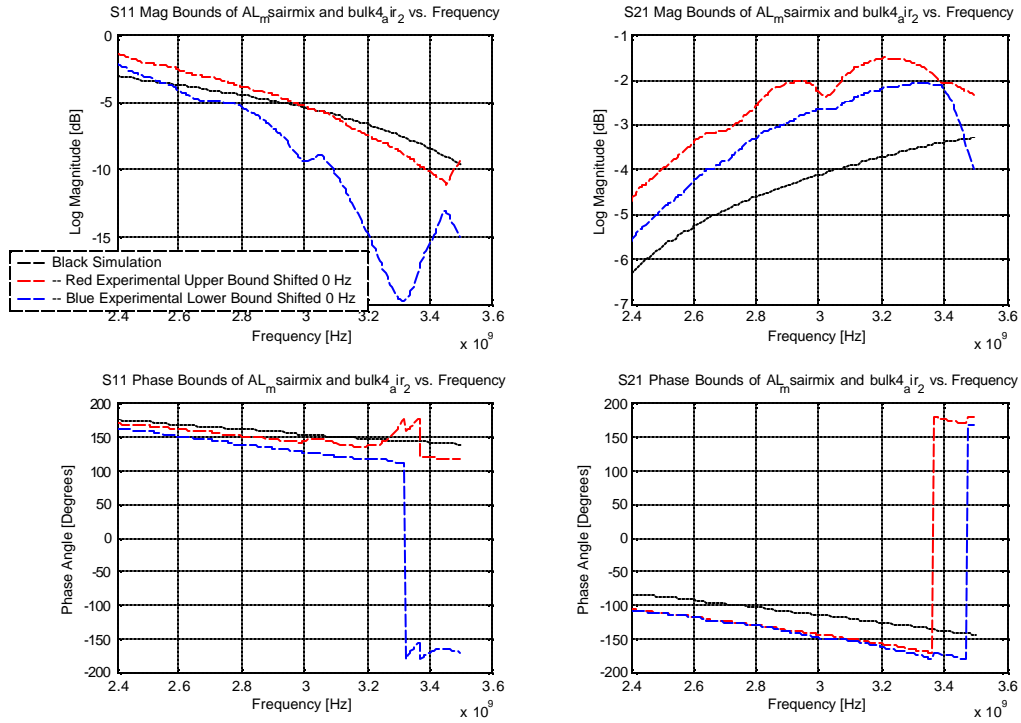 S11 Mag Bounds of AL_msairmix and bulk4_air_2 vs. Frequency
0
-5
-10
-15
Log Magnitude [dB]
Black Simulation
-- Red Experimental Upper Bound Shifted 0 Hz
-- Blue Experimental Lower Bound Shifted 0 Hz
2.4 2.6 2.8 3 3.2 3.4 3.6
Frequency [Hz]
x 10^9
S21 Mag Bounds of AL_msairmix and bulk4_air_2 vs. Frequency
-1
-2
-3
-4
-5
-6
-7
Log Magnitude [dB]
2.4 2.6 2.8 3 3.2 3.4 3.6
Frequency [Hz]
x 10^9
S11 Phase Bounds of AL_msairmix and bulk4_air_2 vs. Frequency
200
150
100
50
0
-50
-100
-150
-200
Phase Angle [Degrees]
2.4 2.6 2.8 3 3.2 3.4 3.6
Frequency [Hz]
x 10^9
S21 Phase Bounds of AL_msairmix and bulk4_air_2 vs. Frequency
200
150
100
50
0
-50
-100
-150
-200
Phase Angle [Degrees]
2.4 2.6 2.8 3 3.2 3.4 3.6
Frequency [Hz]
x 10^9